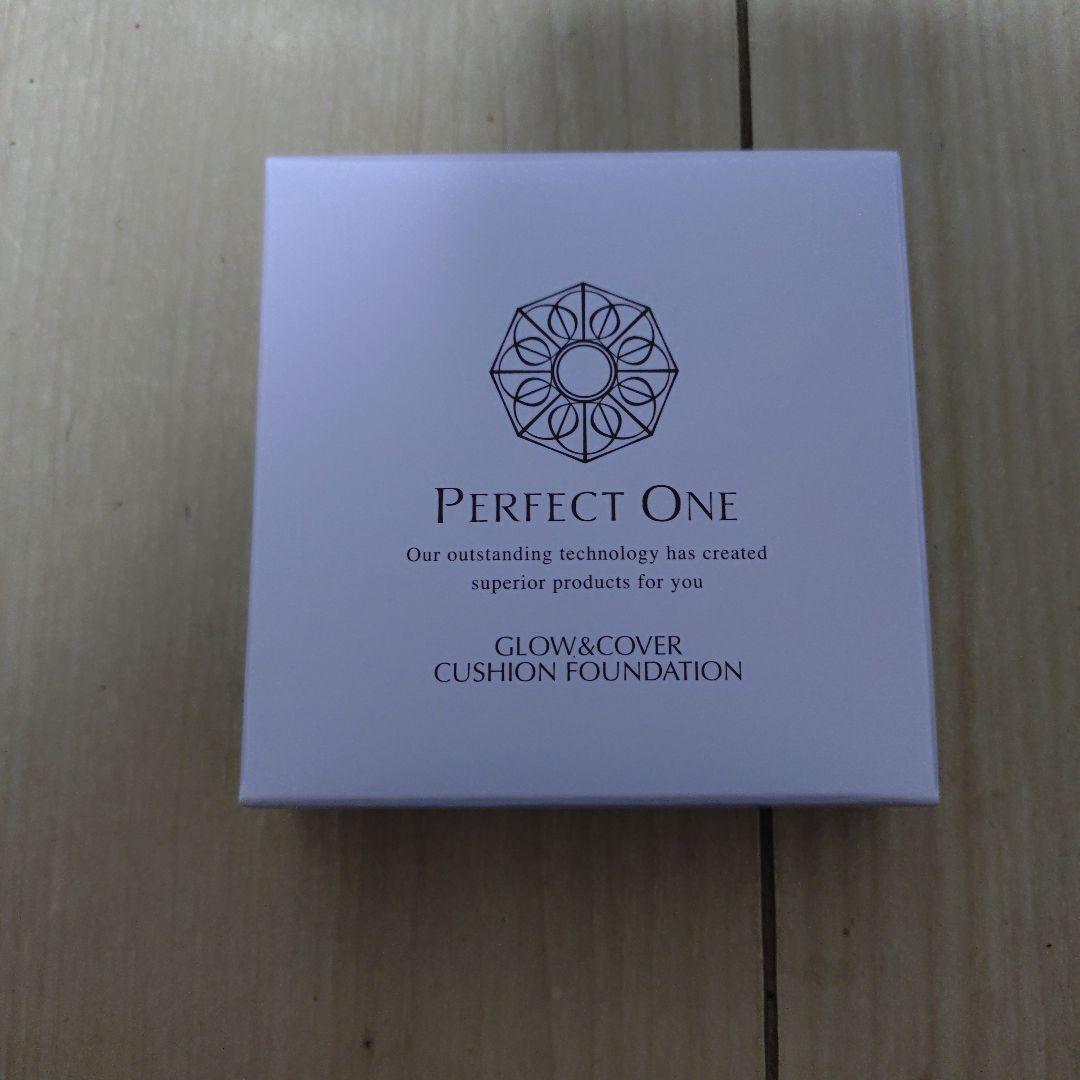 PERFECT ONE
Our outstanding technology has created
superior products for you
GLOW&COVER
CUSHION FOUNDATION